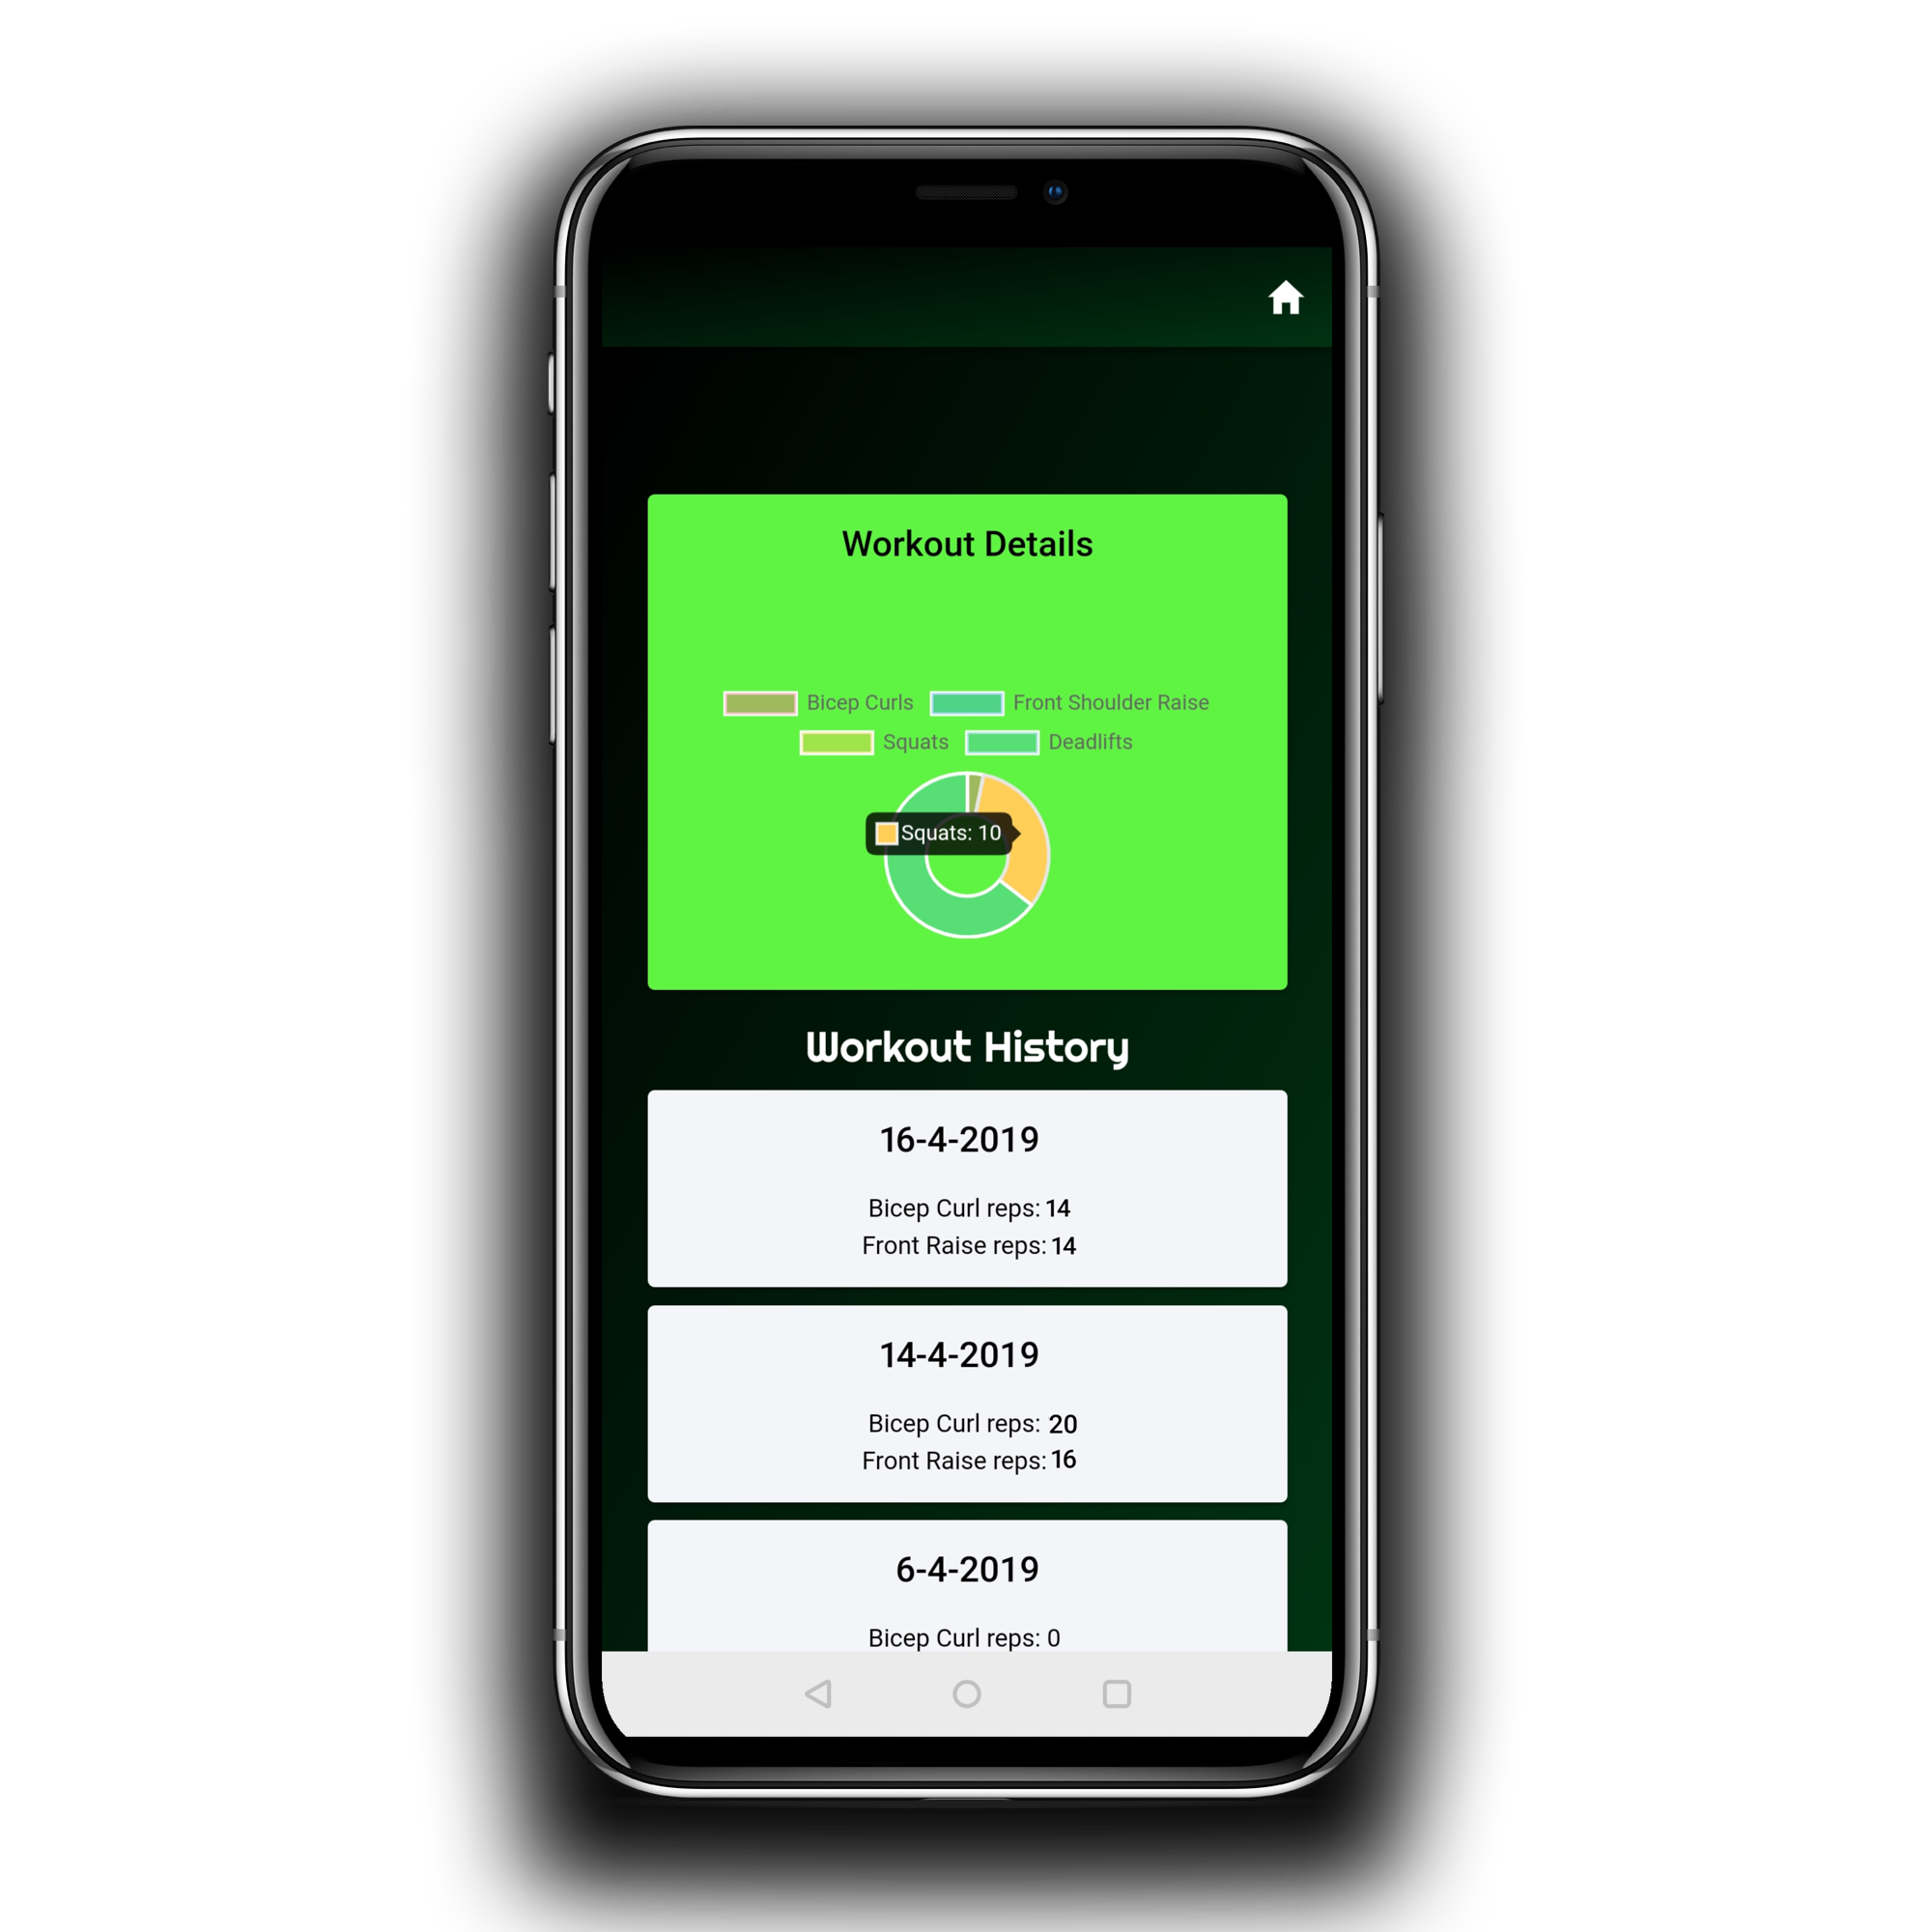 Workout Details
Bicep Curls Front Shoulder Raise
Squats Deadlifts
Squats: 10
Workout History
16-4-2019
Bicep Curl reps: 14
Front Raise reps: 14
14-4-2019
Bicep Curl reps: 20
Front Raise reps: 16
6-4-2019
Bicep Curl reps: 0